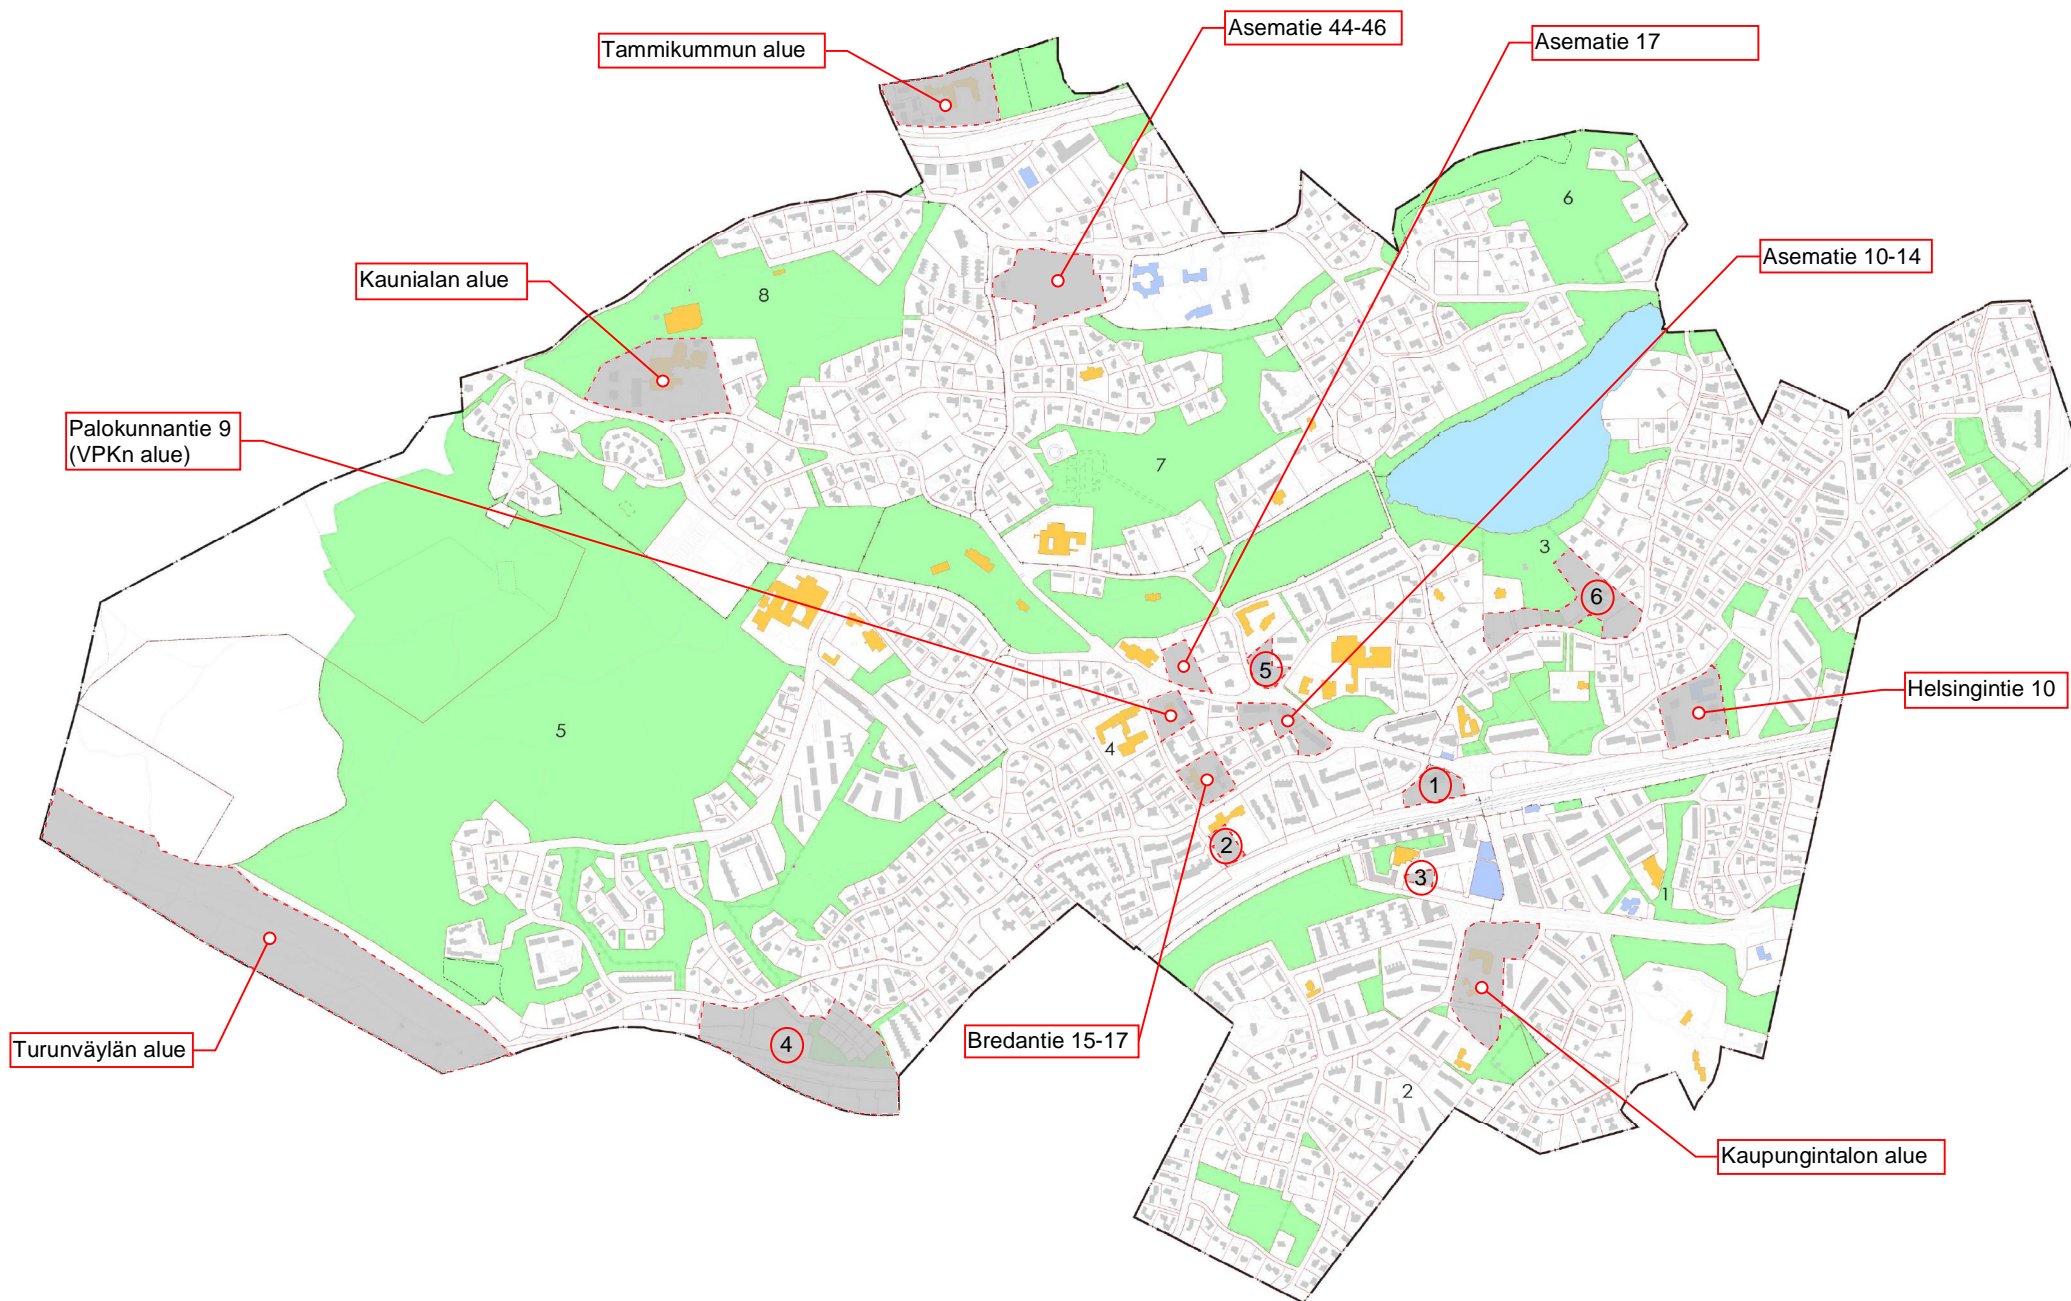 Asematie 44-46
Tammikummun alue
Asematie 17
6
Asematie 10-14
Kaunialan alue
8
Palokunnantie 9
(VPKn alue)
7
3
6
5
Helsingintie 10
5
4
1
2
3
1
Turunväylän alue
4
Bredantie 15-17
2
Kaupungintalon alue